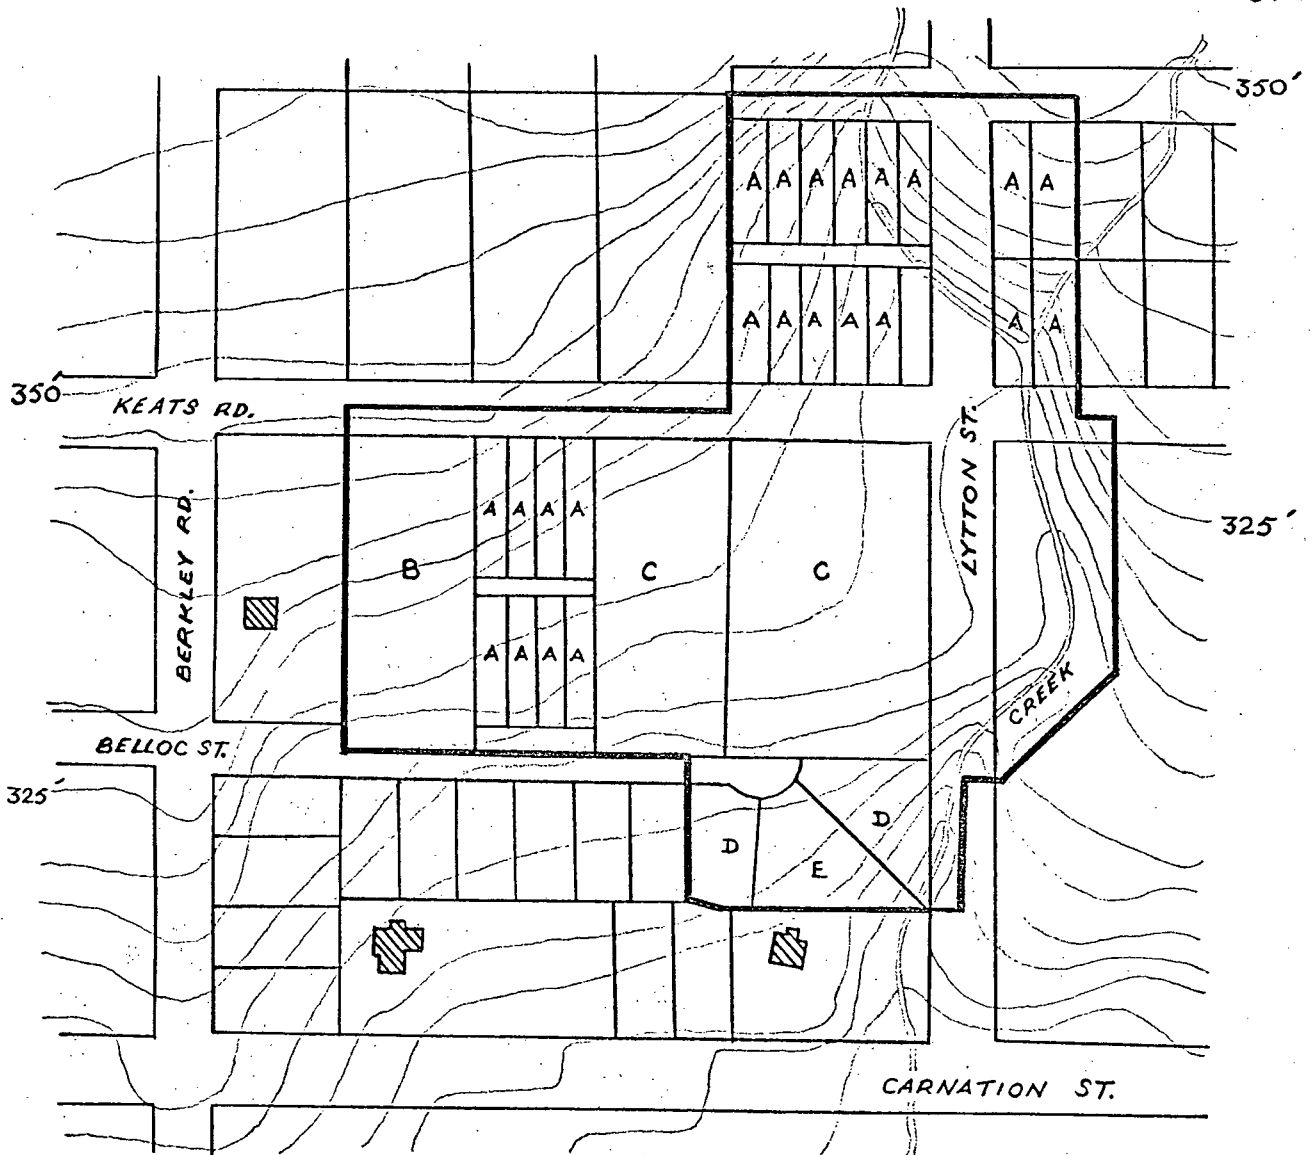 350'
A A A A A A A A
A A A A A A A
350'
KEATS RD.
LYTTON ST.
A A A A
325'
BERKLEY RD.
B
C
C
A A A A
CREEK
BELLOC ST.
325'
D
D
E
CARNATION ST.